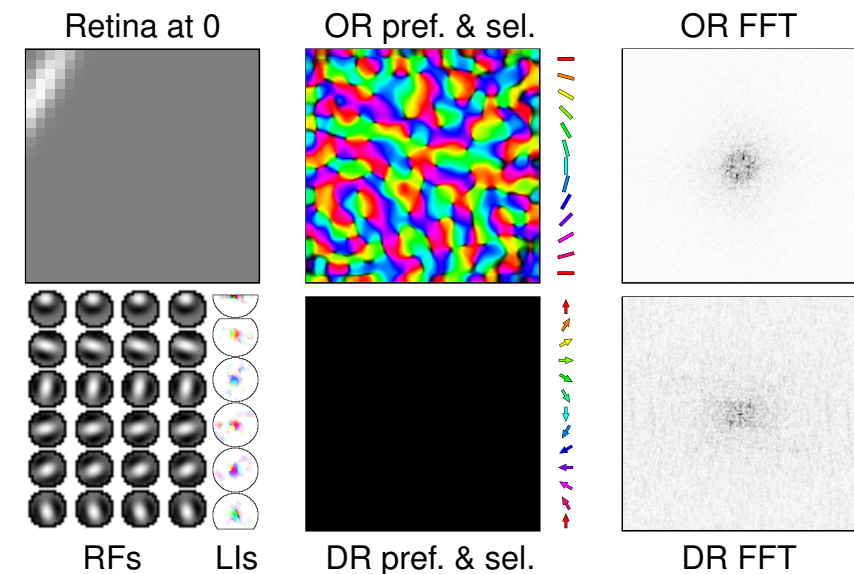 Retina at 0
OR pref. & sel.
OR FFT
RFs
LIs
DR pref. & sel.
DR FFT